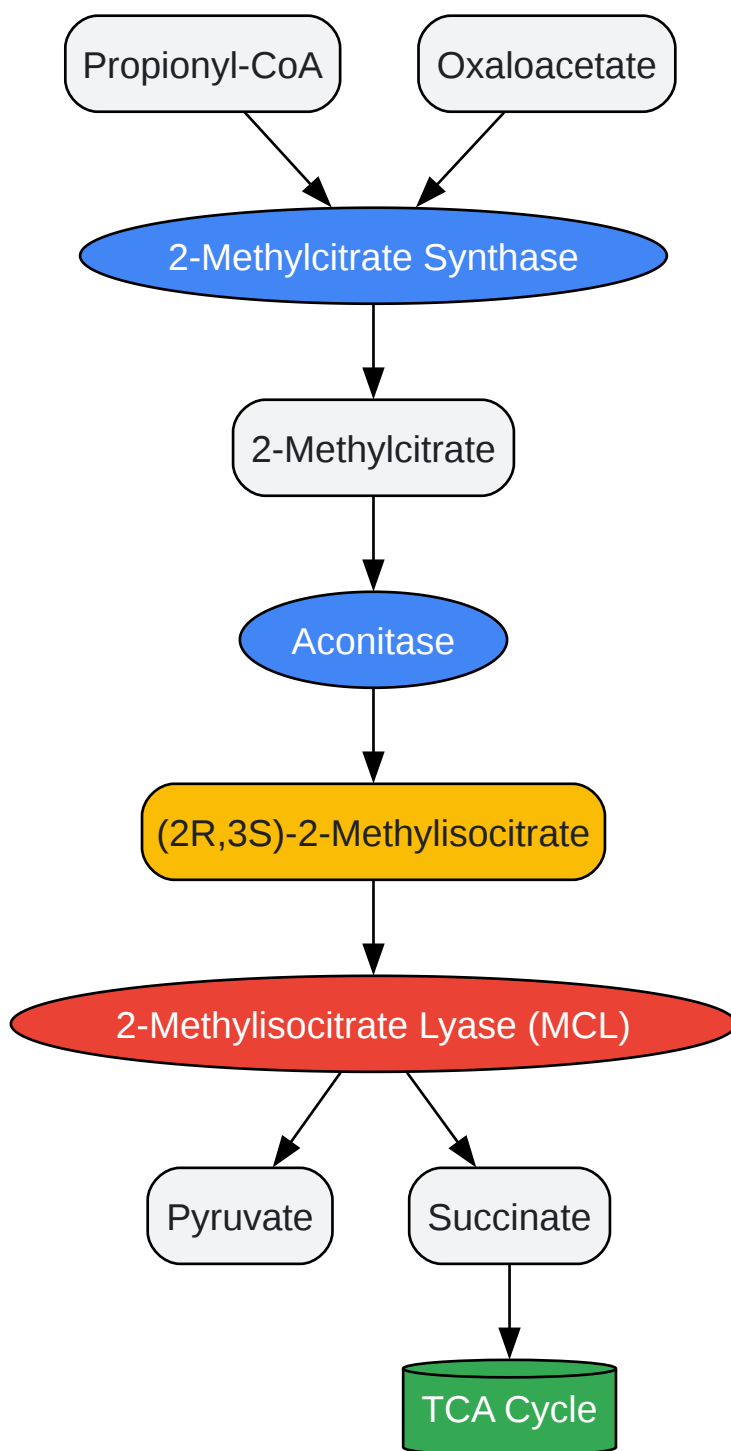 Propionyl-CoA
Oxaloacetate
2-Methylcitrate Synthase
2-Methylcitrate
Aconitase
(2R,3S)-2-Methylisocitrate
2-Methylisocitrate Lyase (MCL)
Pyruvate
Succinate
TCA Cycle